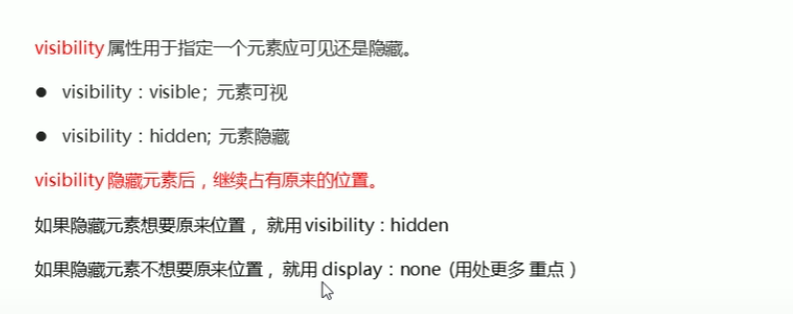 visibility 属性用于指定一个元素应可见还是隐藏。
● visibility：visible; 元素可视
● visibility：hidden; 元素隐藏
visibility 隐藏元素后，继续占有原来的位置。
如果隐藏元素想要原来位置， 就用 visibility：hidden
如果隐藏元素不想要原来位置， 就用 display：none (用处更多 重点）